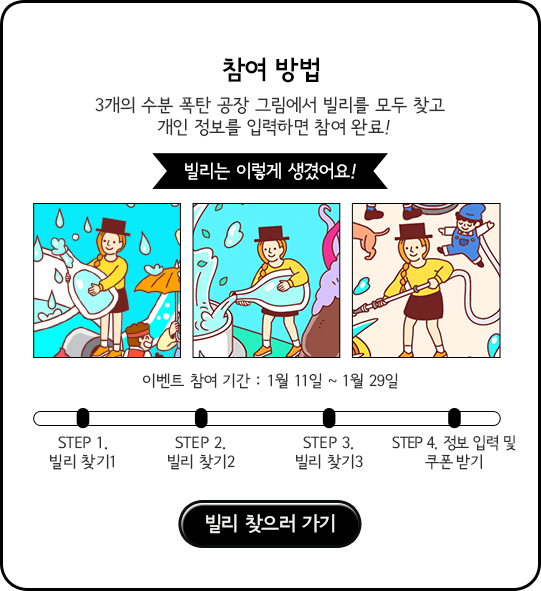 참여 방법
3개의 수분 폭탄 공장 그림에서 빌리를 모두 찾고
개인 정보를 입력하면 참여 완료!
빌리는 이렇게 생겼어요!
이벤트 참여 기간 : 1월 11일 ~ 1월 29일
STEP 1.
빌리 찾기1
STEP 2.
빌리 찾기2
STEP 3.
빌리 찾기3
STEP 4. 정보 입력 및
쿠폰 받기
빌리 찾으러 가기